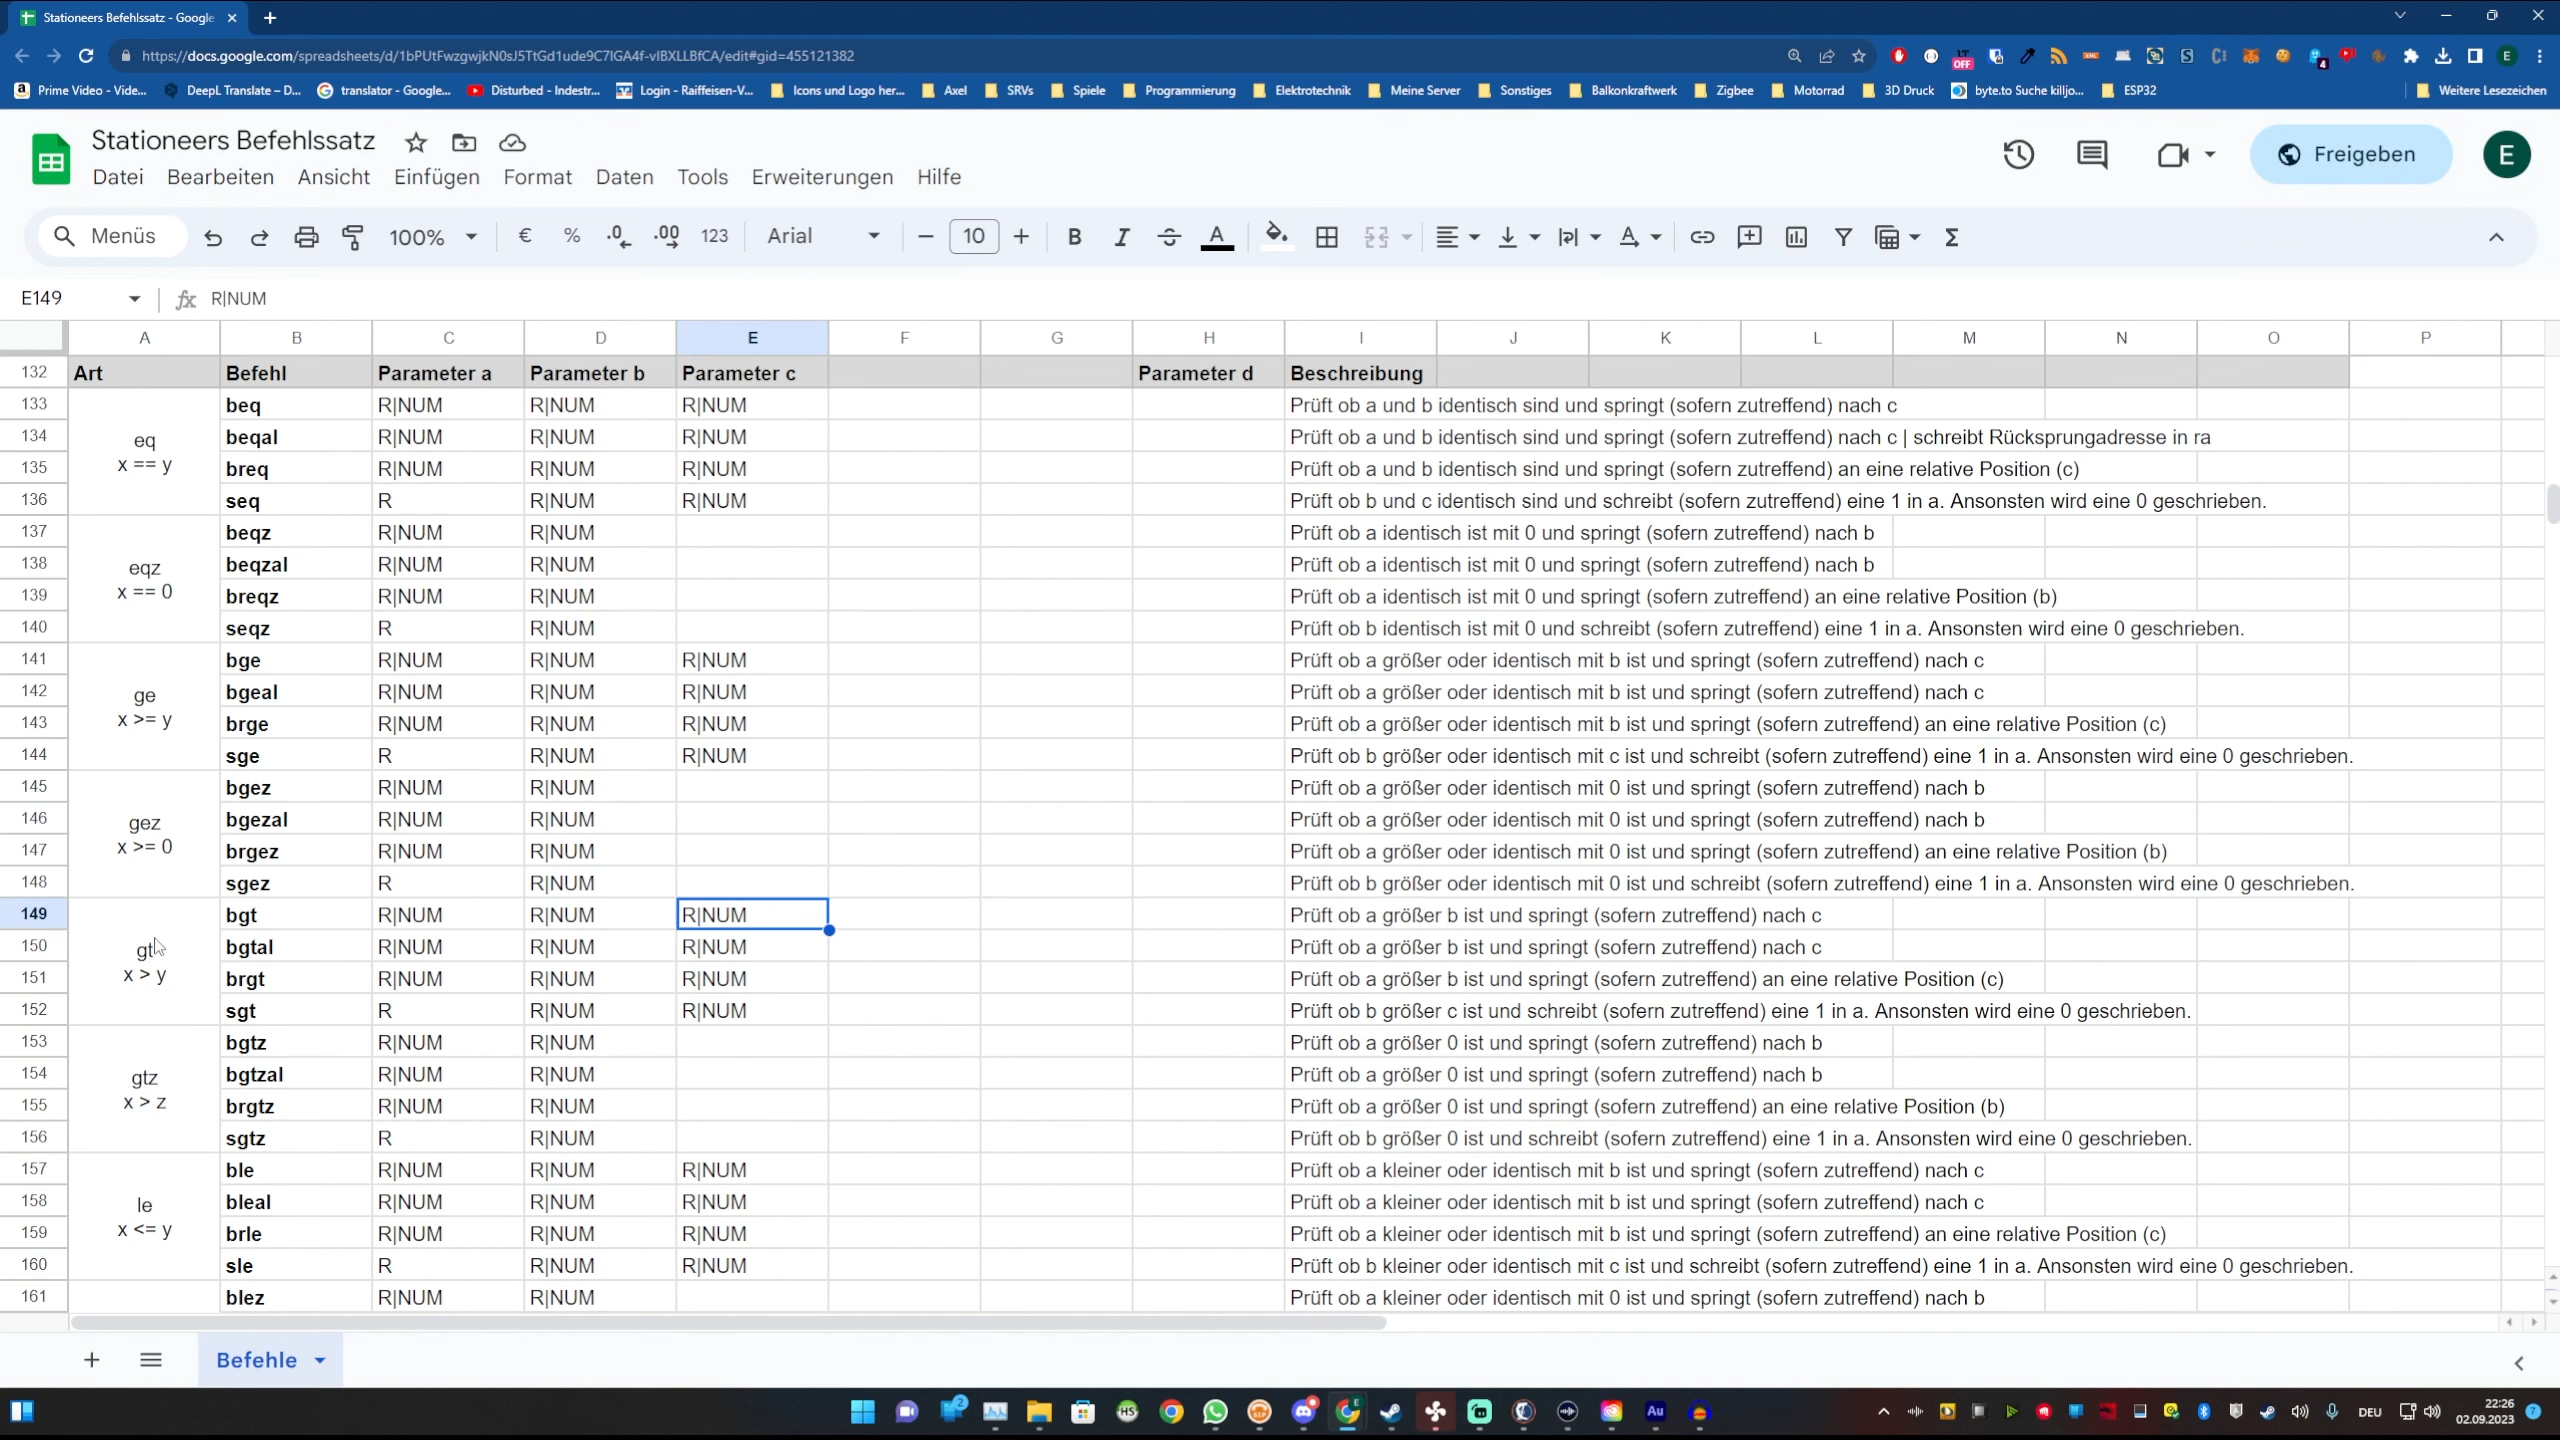 Stationeers Befehlssatz - Google
https://docs.google.com/spreadsheets/d/1bPUtFwzgwjkN0sJ5TtGd1ude9C7IGA4f-vIBXLLBfCA/edit#gid=455121382
Prime Video - Vide... DeepL Translate – D... translator - Google... Disturbed - Indestr... Login - Raiffeisen-V... Icons und Logo her... Axel SRVs Spiele Programmierung Elektrotechnik Meine Server Sonstiges Balkonkraftwerk Zigbee Motorrad 3D Druck byte.to Suche killjo... ESP32 Weitere Lesezeichen
Stationeers Befehlssatz
Datei Bearbeiten Ansicht Einfügen Format Daten Tools Erweiterungen Hilfe
Freigeben E
Menüs 100% € % .0 .00 123 Arial 10 B I A
E149 fx R|NUM
A B C D E F G H I J K L M N O P
132 Art Befehl Parameter a Parameter b Parameter c Parameter d Beschreibung
133 beq R|NUM R|NUM R|NUM Prüft ob a und b identisch sind und springt (sofern zutreffend) nach c
134 eq beqal R|NUM R|NUM R|NUM Prüft ob a und b identisch sind und springt (sofern zutreffend) nach c | schreibt Rücksprungadresse in ra
135 x == y breq R|NUM R|NUM R|NUM Prüft ob a und b identisch sind und springt (sofern zutreffend) an eine relative Position (c)
136 seq R R|NUM R|NUM Prüft ob b und c identisch sind und schreibt (sofern zutreffend) eine 1 in a. Ansonsten wird eine 0 geschrieben.
137 beqz R|NUM R|NUM Prüft ob a identisch ist mit 0 und springt (sofern zutreffend) nach b
138 eqz beqzal R|NUM R|NUM Prüft ob a identisch ist mit 0 und springt (sofern zutreffend) nach b
139 x == 0 breqz R|NUM R|NUM Prüft ob a identisch ist mit 0 und springt (sofern zutreffend) an eine relative Position (b)
140 seqz R R|NUM Prüft ob b identisch ist mit 0 und schreibt (sofern zutreffend) eine 1 in a. Ansonsten wird eine 0 geschrieben.
141 bge R|NUM R|NUM R|NUM Prüft ob a größer oder identisch mit b ist und springt (sofern zutreffend) nach c
142 ge bgeal R|NUM R|NUM R|NUM Prüft ob a größer oder identisch mit b ist und springt (sofern zutreffend) nach c
143 x >= y brge R|NUM R|NUM R|NUM Prüft ob a größer oder identisch mit b ist und springt (sofern zutreffend) an eine relative Position (c)
144 sge R R|NUM R|NUM Prüft ob b größer oder identisch mit c ist und schreibt (sofern zutreffend) eine 1 in a. Ansonsten wird eine 0 geschrieben.
145 bgez R|NUM R|NUM Prüft ob a größer oder identisch mit 0 ist und springt (sofern zutreffend) nach b
146 gez bgezal R|NUM R|NUM Prüft ob a größer oder identisch mit 0 ist und springt (sofern zutreffend) nach b
147 x >= 0 brgez R|NUM R|NUM Prüft ob a größer oder identisch mit 0 ist und springt (sofern zutreffend) an eine relative Position (b)
148 sgez R R|NUM Prüft ob b größer oder identisch mit 0 ist und schreibt (sofern zutreffend) eine 1 in a. Ansonsten wird eine 0 geschrieben.
149 bgt R|NUM R|NUM R|NUM Prüft ob a größer b ist und springt (sofern zutreffend) nach c
150 gt bgtal R|NUM R|NUM R|NUM Prüft ob a größer b ist und springt (sofern zutreffend) nach c
151 x > y brgt R|NUM R|NUM R|NUM Prüft ob a größer b ist und springt (sofern zutreffend) an eine relative Position (c)
152 sgt R R|NUM R|NUM Prüft ob b größer c ist und schreibt (sofern zutreffend) eine 1 in a. Ansonsten wird eine 0 geschrieben.
153 bgtz R|NUM R|NUM Prüft ob a größer 0 ist und springt (sofern zutreffend) nach b
154 gtz bgtzal R|NUM R|NUM Prüft ob a größer 0 ist und springt (sofern zutreffend) nach b
155 x > z brgtz R|NUM R|NUM Prüft ob a größer 0 ist und springt (sofern zutreffend) an eine relative Position (b)
156 sgtz R R|NUM Prüft ob b größer 0 ist und schreibt (sofern zutreffend) eine 1 in a. Ansonsten wird eine 0 geschrieben.
157 ble R|NUM R|NUM R|NUM Prüft ob a kleiner oder identisch mit b ist und springt (sofern zutreffend) nach c
158 le bleal R|NUM R|NUM R|NUM Prüft ob a kleiner oder identisch mit b ist und springt (sofern zutreffend) nach c
159 x <= y brle R|NUM R|NUM R|NUM Prüft ob a kleiner oder identisch mit b ist und springt (sofern zutreffend) an eine relative Position (c)
160 sle R R|NUM R|NUM Prüft ob b kleiner oder identisch mit c ist und schreibt (sofern zutreffend) eine 1 in a. Ansonsten wird eine 0 geschrieben.
161 blez R|NUM R|NUM Prüft ob a kleiner oder identisch mit 0 ist und springt (sofern zutreffend) nach b
Befehle
DEU 22:26
02.09.2023